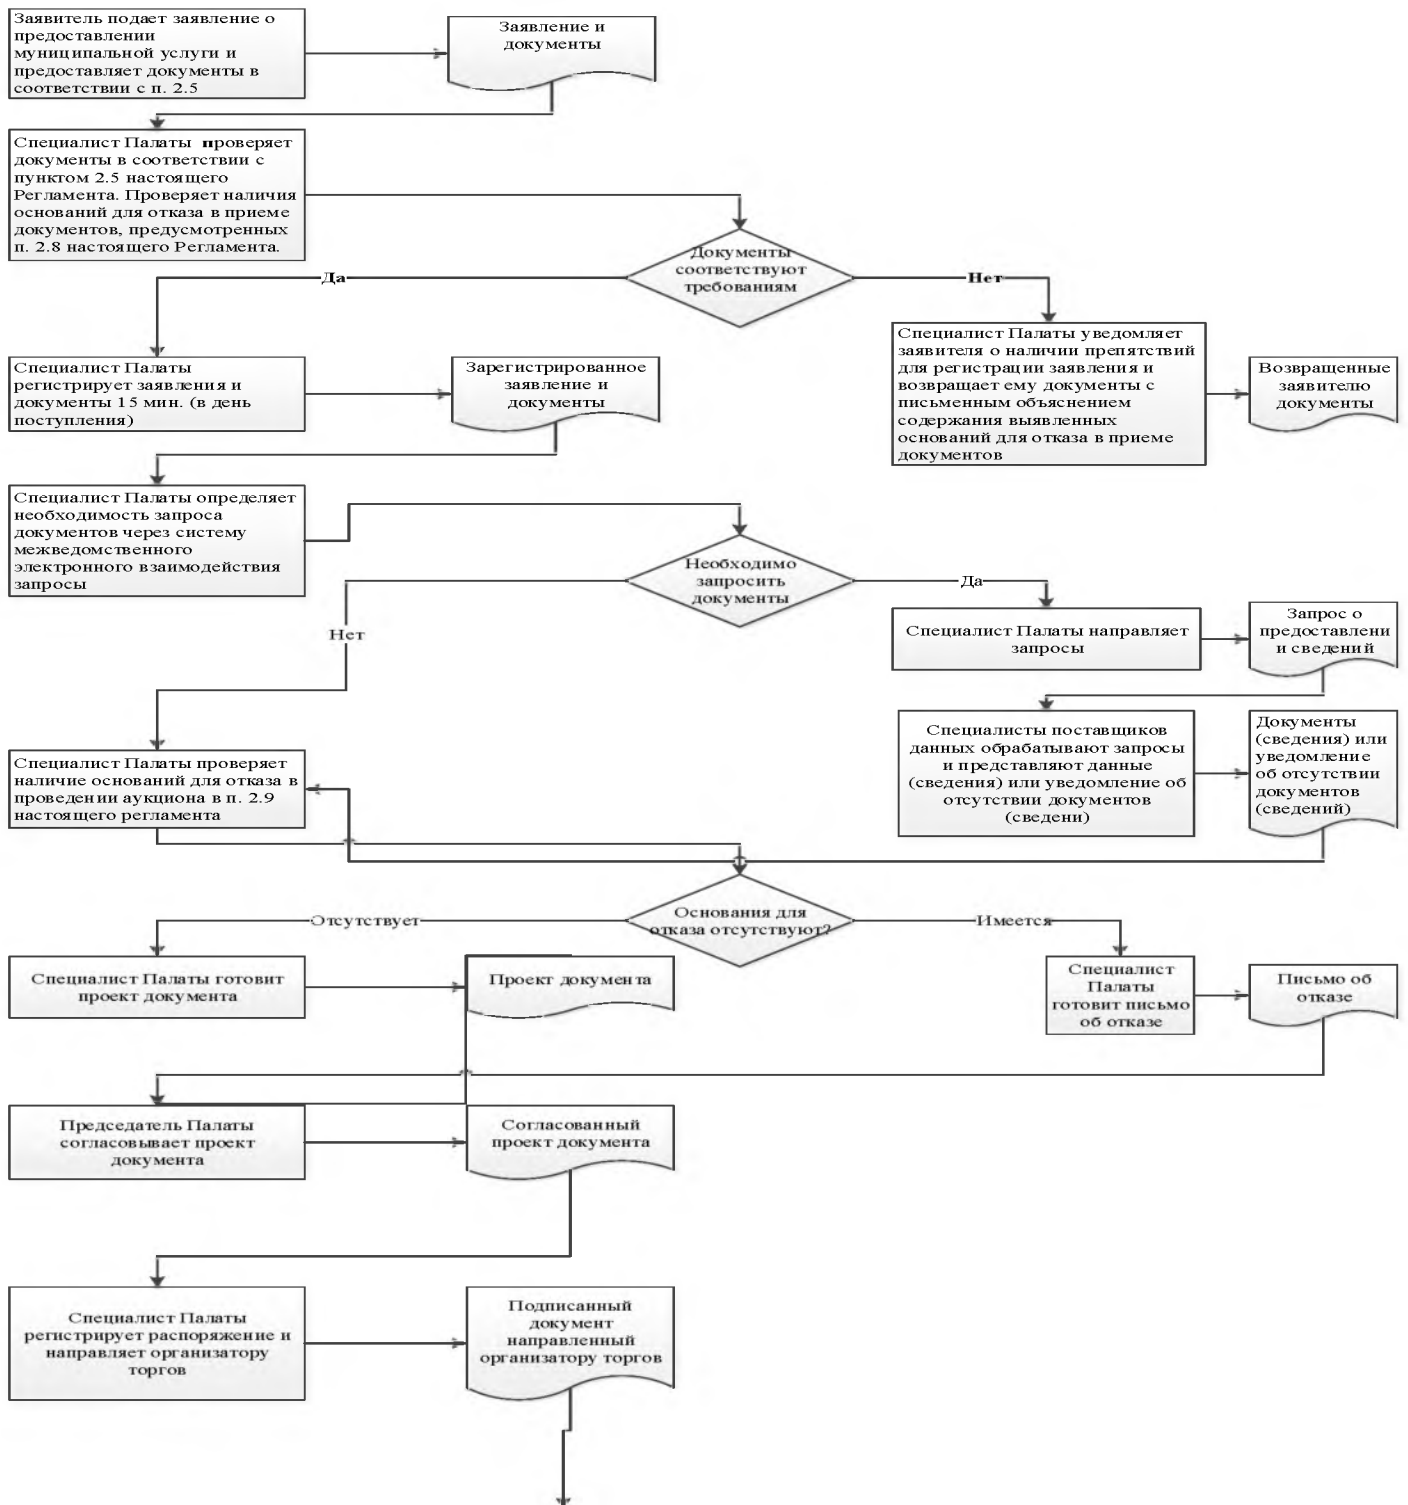 Заявитель подает заявление о
предоставлении
муниципальной услуги и
предоставляет документы в
соответствии с п. 2.5
Заявление и
документы
Специалист Палаты проверяет
документы в соответствии с
пунктом 2.5 настоящего
Регламента. Проверяет наличия
оснований для отказа в приеме
документов, предусмотренных
п. 2.8 настоящего Регламента.
Документы
соответствуют
требованиям
Да
Нет
Специалист Палаты
регистрирует заявления и
документы 15 мин. (в день
поступления)
Зарегистрированное
заявление и
документы
Специалист Палаты уведомляет
заявителя о наличии препятствий
для регистрации заявления и
возвращает ему документы с
письменным объяснением
содержания выявленных
оснований для отказа в приеме
документов
Возвращенные
заявителю
документы
Специалист Палаты определяет
необходимость запроса
документов через систему
межведомственного
электронного взаимодействия
запросы
Необходимо
запросить
документы
Да
Нет
Специалист Палаты направляет
запросы
Запрос о
предоставлени
и сведений
Специалисты поставщиков
данных обрабатывают запросы
и представляют данные
(сведения) или уведомление об
отсутствии документов
(сведени)
Документы
(сведения) или
уведомление
об отсутствии
документов
(сведений)
Специалист Палаты проверяет
наличие оснований для отказа в
проведении аукциона в п. 2.9
настоящего регламента
Основания для
отказа отсутствуют?
Отсутствует
Имеется
Специалист Палаты готовит
проект документа
Проект документа
Специалист
Палаты
готовит письмо
об отказе
Письмо об
отказе
Председатель Палаты
согласовывает проект
документа
Согласованный
проект документа
Специалист Палаты
регистрирует распоряжение и
направляет организатору
торгов
Подписанный
документ
направленный
организатору торгов